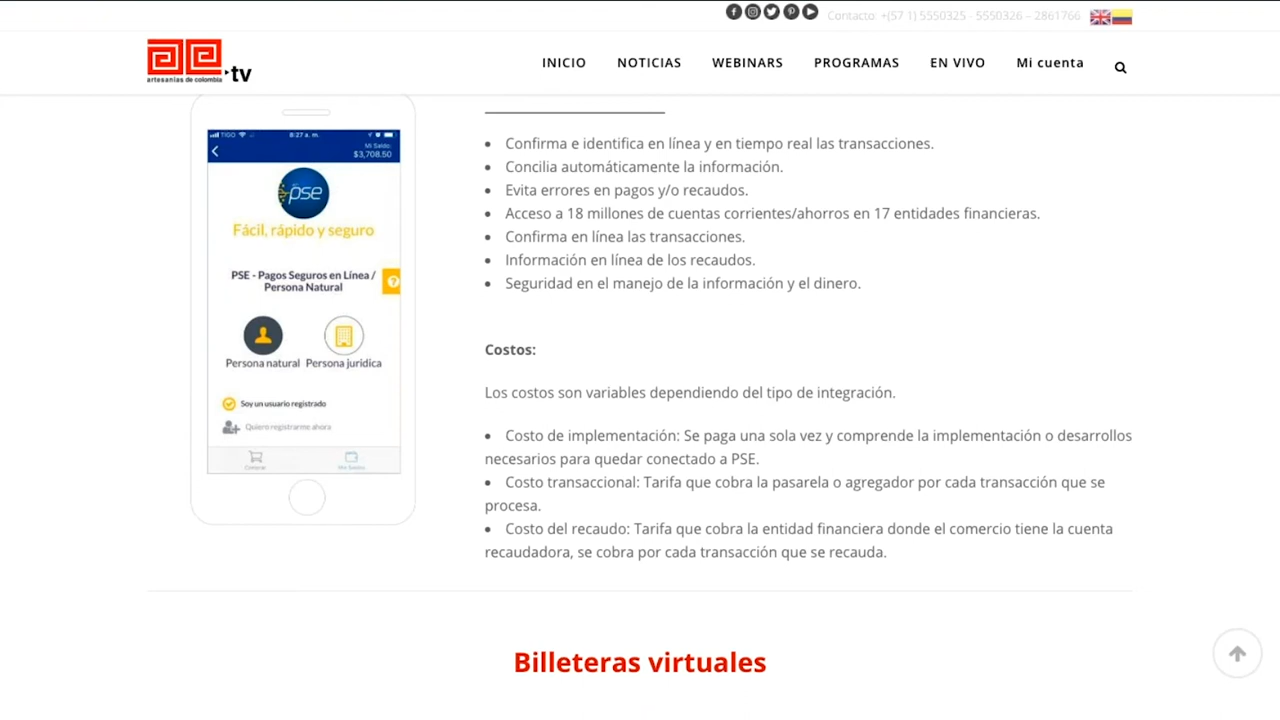 Contacto: +(57 1) 5550325 - 5550326 – 2861766
artesanías de colombia
tv
INICIO
NOTICIAS
WEBINARS
PROGRAMAS
EN VIVO
Mi cuenta
TIGO
8:27 a. m.
Mi Saldo
$3,708.50
pse
Fácil, rápido y seguro
PSE - Pagos Seguros en Línea /
Persona Natural
Persona natural
Persona jurídica
Soy un usuario registrado
Quiero registrarme ahora
Comprar
Mis Saldos
• Confirma e identifica en línea y en tiempo real las transacciones.
• Concilia automáticamente la información.
• Evita errores en pagos y/o recaudos.
• Acceso a 18 millones de cuentas corrientes/ahorros en 17 entidades financieras.
• Confirma en línea las transacciones.
• Información en línea de los recaudos.
• Seguridad en el manejo de la información y el dinero.
Costos:
Los costos son variables dependiendo del tipo de integración.
• Costo de implementación: Se paga una sola vez y comprende la implementación o desarrollos
necesarios para quedar conectado a PSE.
• Costo transaccional: Tarifa que cobra la pasarela o agregador por cada transacción que se
procesa.
• Costo del recaudo: Tarifa que cobra la entidad financiera donde el comercio tiene la cuenta
recaudadora, se cobra por cada transacción que se recauda.
Billeteras virtuales